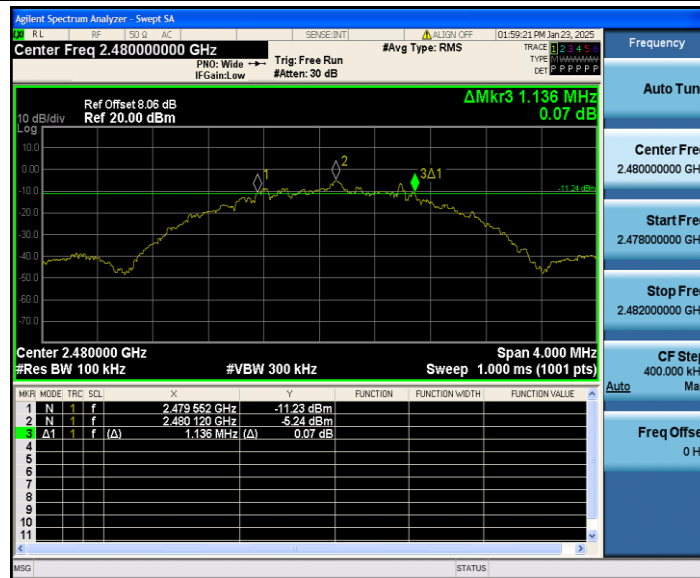 Agilent Spectrum Analyzer - Swept SA
RL RF 50 Ω AC SENSE:INT ALIGN OFF 01:59:21 PM Jan 23, 2025
Center Freq 2.480000000 GHz
#Avg Type: RMS
TRACE 1 2 3 4 5 6
PNO: Wide
Trig: Free Run
TYPE
IFGain:Low
#Atten: 30 dB
DET P P P P P P
Ref Offset 8.06 dB
ΔMkr3 1.136 MHz
10 dB/div
Ref 20.00 dBm
0.07 dB
Log
10.0
0.00
-10.0
-20.0
-30.0
-40.0
-50.0
-60.0
-70.0
1
2
3Δ1
-11.24 dBm
Center 2.480000 GHz
Span 4.000 MHz
#Res BW 100 kHz
#VBW 300 kHz
Sweep 1.000 ms (1001 pts)
MKR MODE TRC SCL X Y FUNCTION FUNCTION WIDTH FUNCTION VALUE
1 N 1 f 2.479 552 GHz -11.23 dBm
2 N 1 f 2.480 120 GHz -5.24 dBm
3 Δ1 1 f (Δ) 1.136 MHz (Δ) 0.07 dB
4
5
6
7
8
9
10
11
MSG
STATUS
Frequency
Auto Tun
Center Fre
2.480000000 GH
Start Fre
2.478000000 GH
Stop Fre
2.482000000 GH
CF Step
400.000 kH
Auto Ma
Freq Offse
0 H